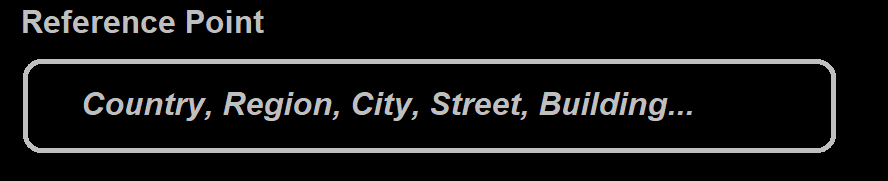 Reference Point
Country, Region, City, Street, Building...